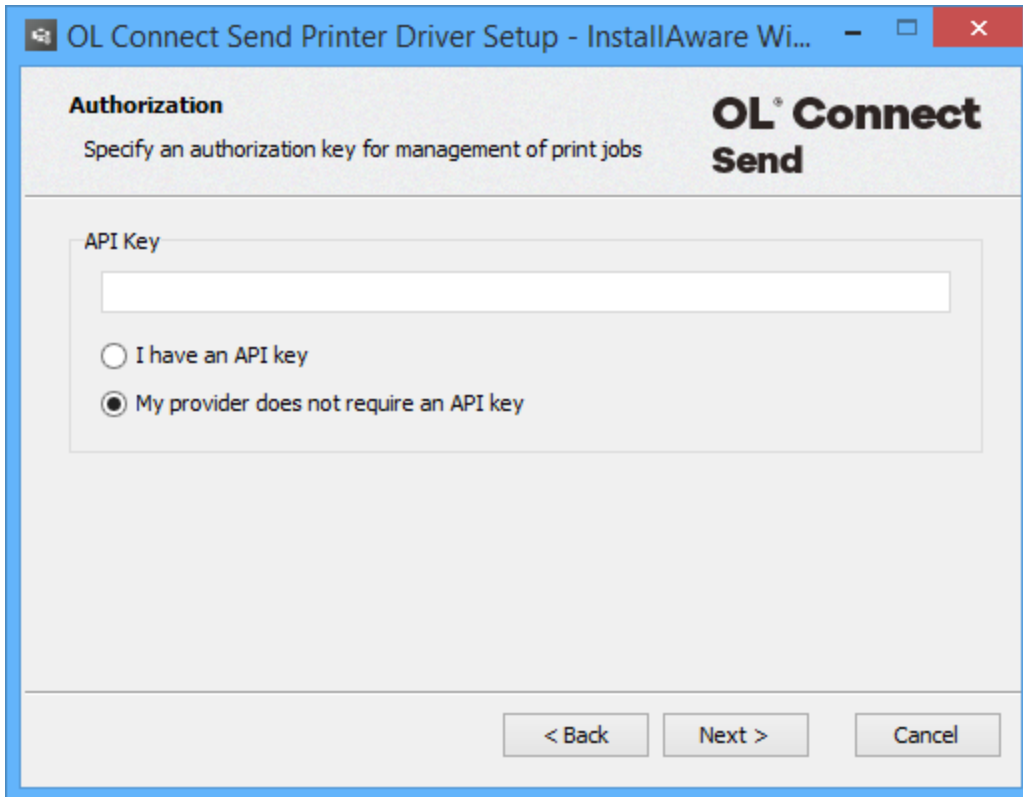 OL Connect Send Printer Driver Setup - InstallAware Wi...
Authorization
Specify an authorization key for management of print jobs
OL® Connect
Send
API Key
I have an API key
My provider does not require an API key
< Back
Next >
Cancel